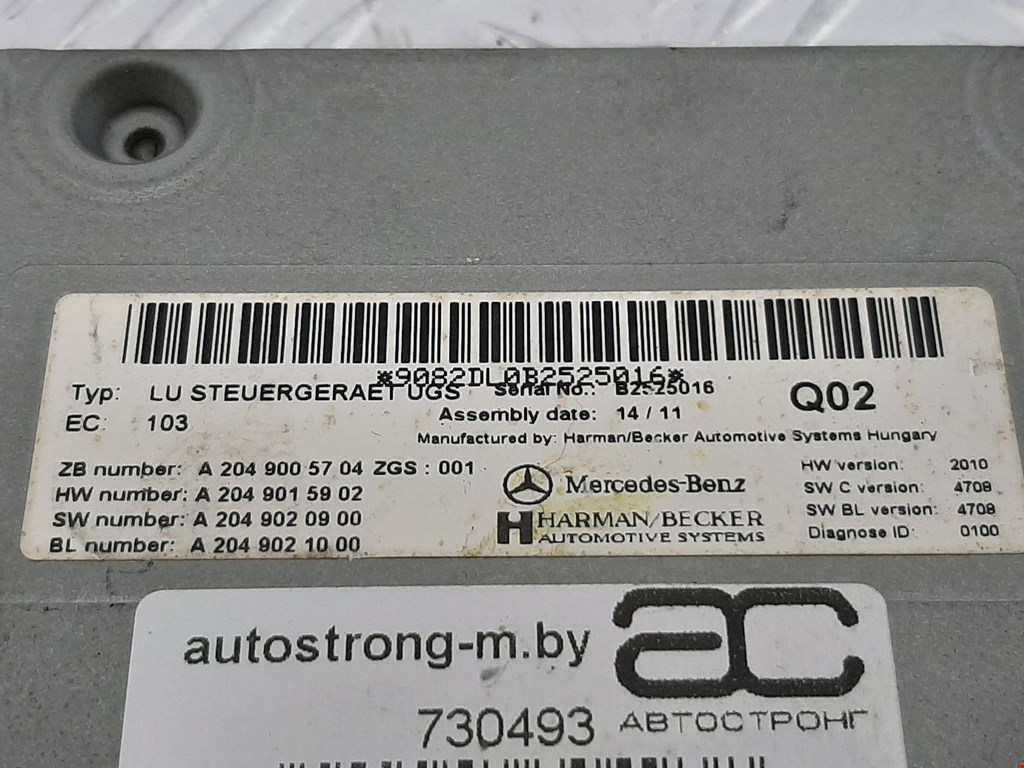 *9082DL0B2525016*
Typ: LU STEUERGERAET UGS Serial No.: B2525016
EC: 103 Assembly date: 14 / 11 Q02
Manufactured by: Harman/Becker Automotive Systems Hungary
ZB number: A 204 900 57 04 ZGS : 001
HW number: A 204 901 59 02
SW number: A 204 902 09 00
BL number: A 204 902 10 00
Mercedes-Benz
HARMAN/BECKER
AUTOMOTIVE SYSTEMS
HW version: 2010
SW C version: 4708
SW BL version: 4708
Diagnose ID: 0100
autostrong-m.by
ac
730493 АВТОСТРОНГ